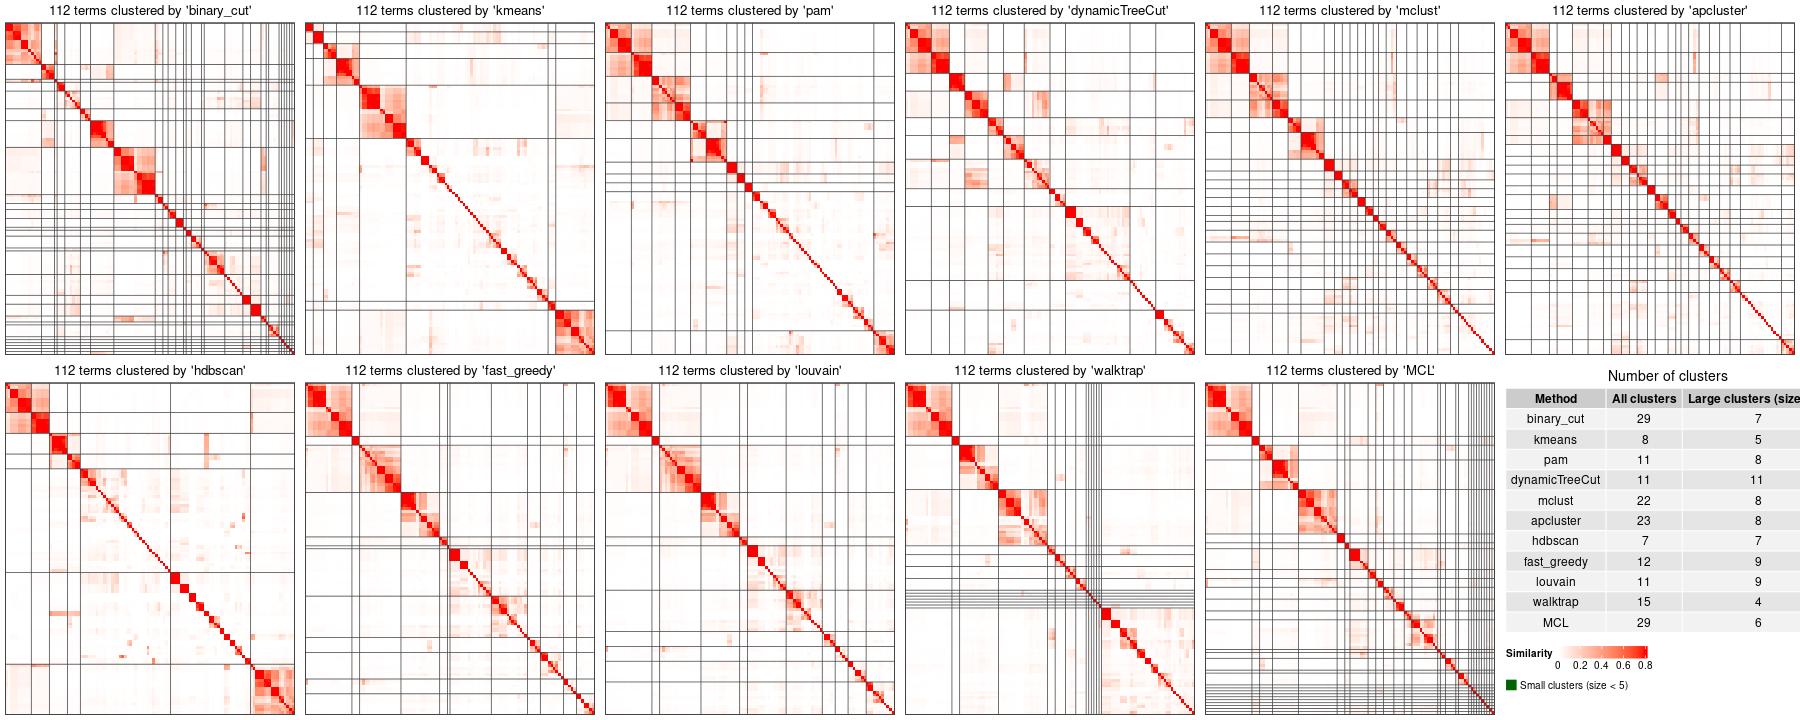 112 terms clustered by 'binary_cut'
112 terms clustered by 'kmeans'
112 terms clustered by 'pam'
112 terms clustered by 'dynamicTreeCut'
112 terms clustered by 'mclust'
112 terms clustered by 'apcluster'
112 terms clustered by 'hdbscan'
112 terms clustered by 'fast_greedy'
112 terms clustered by 'louvain'
112 terms clustered by 'walktrap'
112 terms clustered by 'MCL'
Number of clusters
Method All clusters Large clusters (size
binary_cut 29 7
kmeans 8 5
pam 11 8
dynamicTreeCut 11 11
mclust 22 8
apcluster 23 8
hdbscan 7 7
fast_greedy 12 9
louvain 11 9
walktrap 15 4
MCL 29 6
Similarity
0 0.2 0.4 0.6 0.8
Small clusters (size < 5)